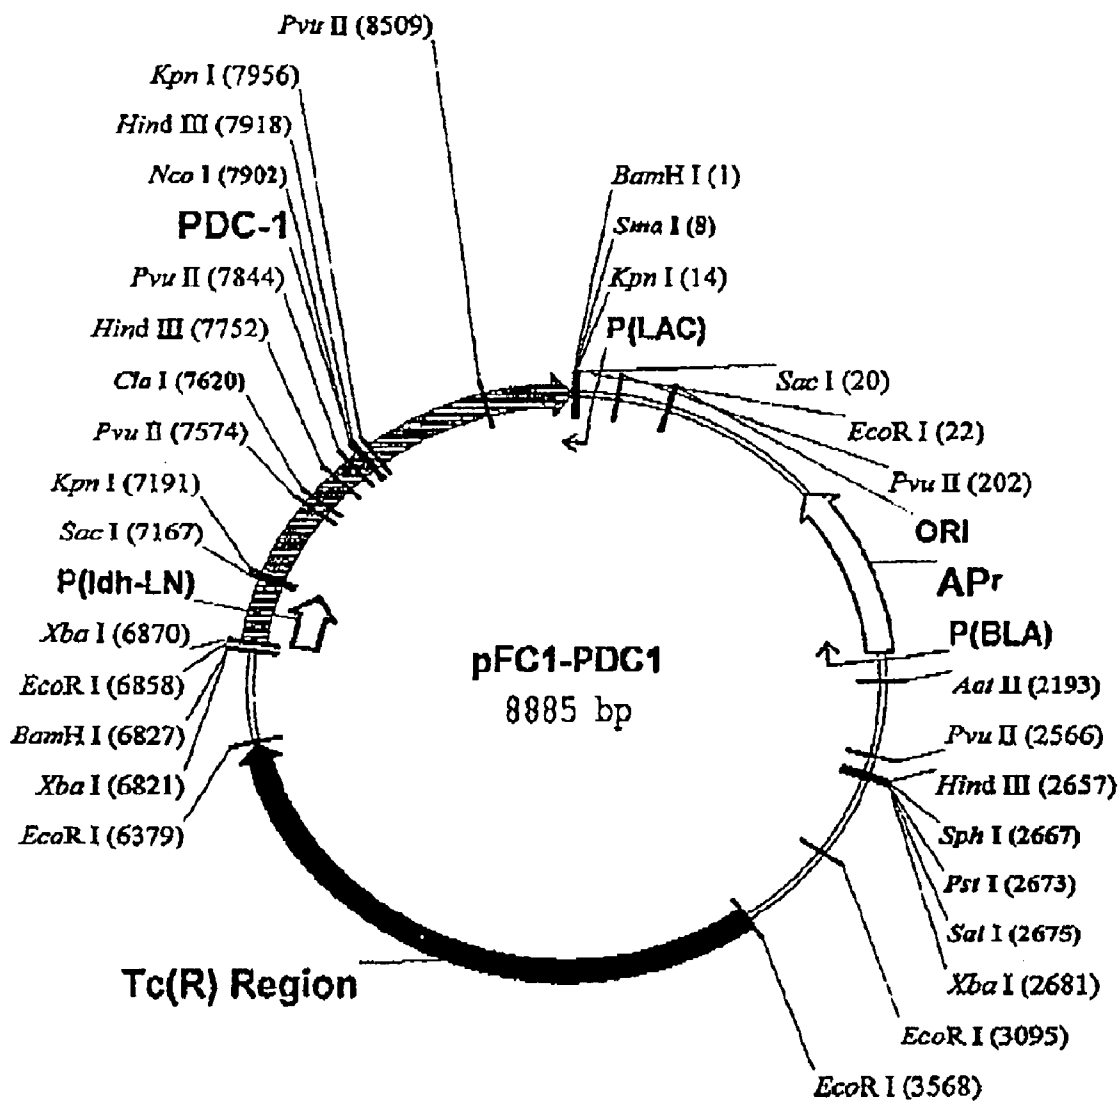 Pvu II (8509)
Kpn I (7956)
Hind III (7918)
Nco I (7902)
PDC-1
Pvu II (7844)
Hind III (7752)
Cla I (7620)
Pvu II (7574)
Kpn I (7191)
Sac I (7167)
P(ldh-LN)
Xba I (6870)
EcoR I (6858)
BamH I (6827)
Xba I (6821)
EcoR I (6379)
Tc(R) Region
BamH I (1)
Sma I (8)
Kpn I (14)
P(LAC)
Sac I (20)
EcoR I (22)
Pvu II (202)
ORI
APr
P(BLA)
Aat II (2193)
Pvu II (2566)
Hind III (2657)
Sph I (2667)
Pst I (2673)
Sal I (2675)
Xba I (2681)
EcoR I (3095)
EcoR I (3568)
pFC1-PDC1
8885 bp